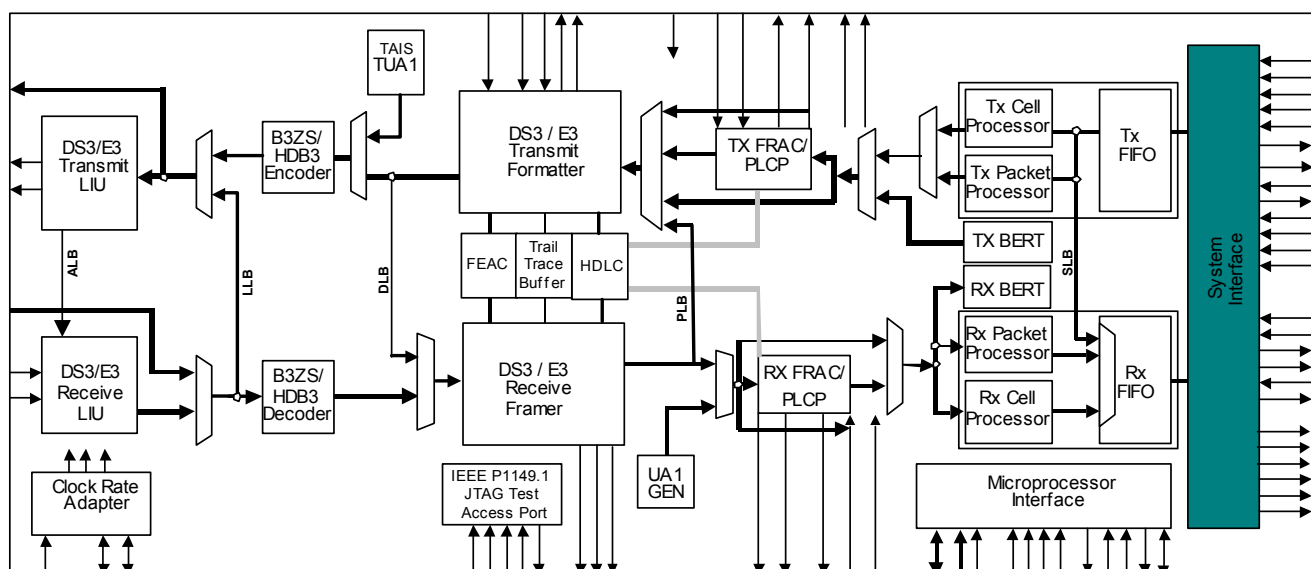 TAIS
TUA1
DS3/E3
Transmit
LIU
B3ZS/
HDB3
Encoder
DS3 / E3
Transmit
Formatter
TX FRAC/
PLCP
Tx Cell
Processor
Tx Packet
Processor
Tx
FIFO
TX BERT
RX BERT
ALB
LLB
DLB
FEAC
Trail
Trace
Buffer
HDLC
PLB
SLB
System
Interface
DS3/E3
Receive
LIU
B3ZS/
HDB3
Decoder
DS3 / E3
Receive
Framer
RX FRAC/
PLCP
Rx Packet
Processor
Rx Cell
Processor
Rx
FIFO
UA1
GEN
Clock Rate
Adapter
IEEE P1149.1
JTAG Test
Access Port
Microprocessor
Interface